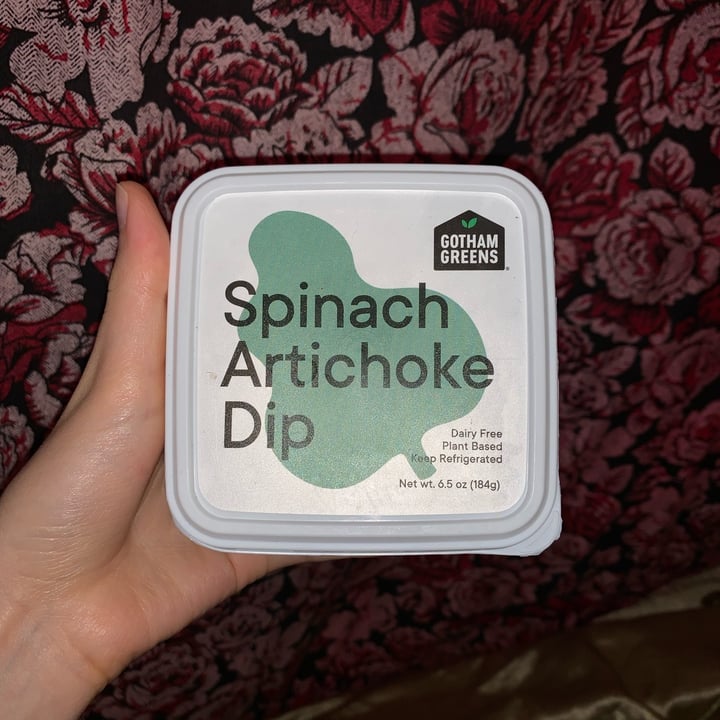 GOTHAM
GREENS
Spinach
Artichoke
Dip
Dairy Free
Plant Based
Keep Refrigerated
Net wt. 6.5 oz (184g)